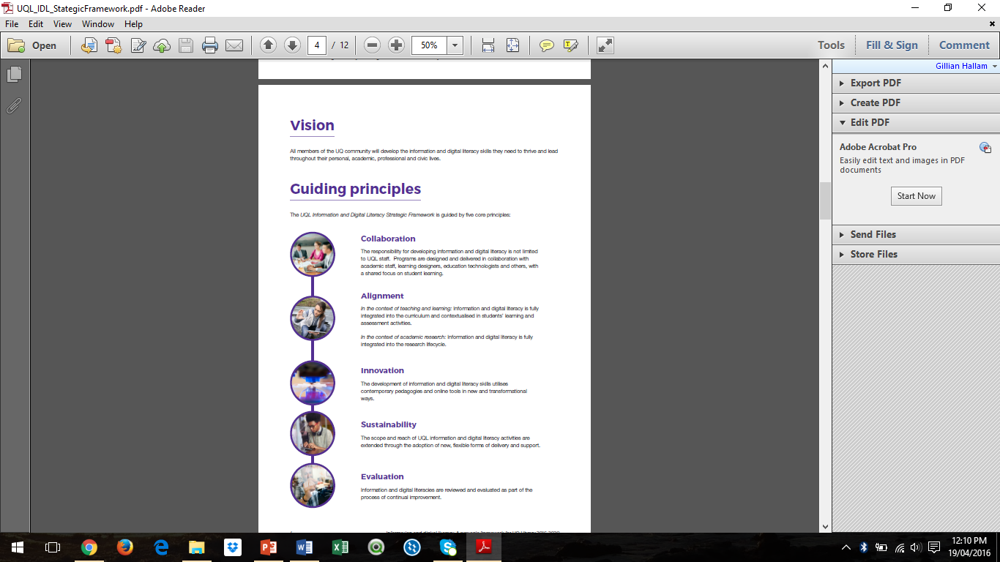 UQL_IDL_StategicFramework.pdf - Adobe Reader
File Edit View Window Help
Open 4 / 12 50% Tools Fill & Sign Comment
Gillian Hallam
Export PDF
Create PDF
Edit PDF
Adobe Acrobat Pro
Easily edit text and images in PDF
documents
Start Now
Send Files
Store Files
Vision
All members of the UQ community will develop the information and digital literacy skills they need to thrive and lead
throughout their personal, academic, professional and civic lives.
Guiding principles
The UQL Information and Digital Literacy Strategic Framework is guided by five core principles:
Collaboration
The responsibility for developing information and digital literacy is not limited
to UQL staff. Programs are designed and delivered in collaboration with
academic staff, learning designers, education technologists and others, with
a shared focus on student learning.
Alignment
In the context of teaching and learning: information and digital literacy is fully
integrated into the curriculum and contextualised in students' learning and
assessment activities.
In the context of academic research: information and digital literacy is fully
integrated into the research lifecycle.
Innovation
The development of information and digital literacy skills utilises
contemporary pedagogies and online tools in new and transformational
ways.
Sustainability
The scope and reach of UQL information and digital literacy activities are
extended through the adoption of new, flexible forms of delivery and support.
Evaluation
Information and digital literacies are reviewed and evaluated as part of the
process of continual improvement.
12:10 PM
19/04/2016